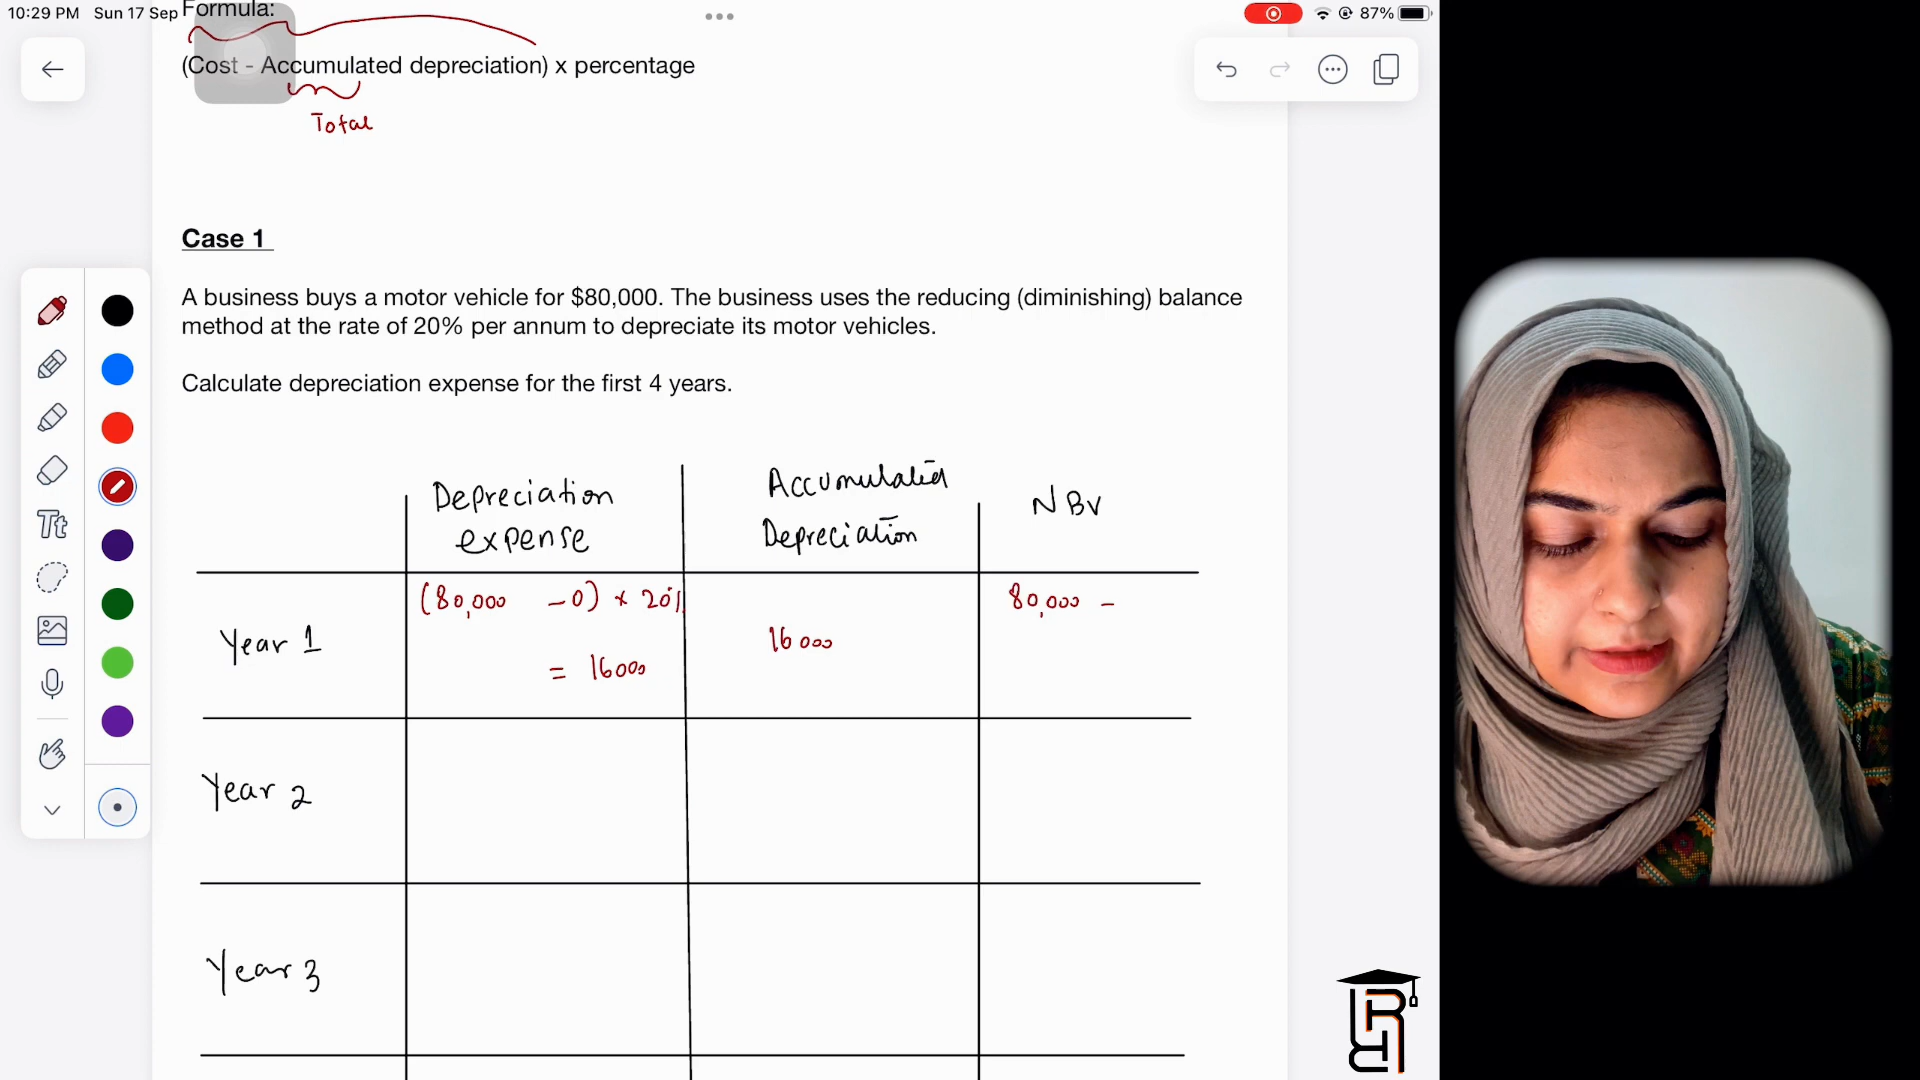 10:29 PM Sun 17 Sep
87%
Formula:
(Cost - Accumulated depreciation) x percentage
Total
Case 1
A business buys a motor vehicle for $80,000. The business uses the reducing (diminishing) balance
method at the rate of 20% per annum to depreciate its motor vehicles.
Calculate depreciation expense for the first 4 years.
Tt
Depreciation
expense
Accumulated
Depreciation
NBV
Year 1
(80,000 - 0) x 20%
= 16000
16000
80,000 -
Year 2
Year 3